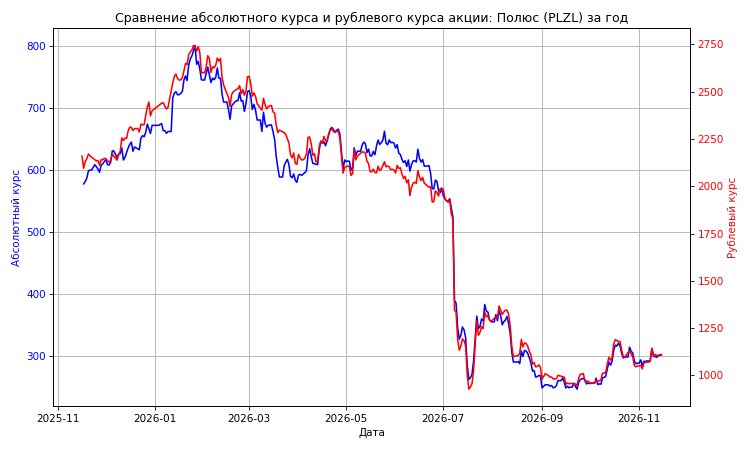 Сравнение абсолютного курса и рублевого курса акции: Полюс (PLZL) за год
Абсолютный курс
800
700
600
500
400
300
2750
2500
2250
2000
1750
1500
1250
1000
Рублевый курс
2025-11 2026-01 2026-03 2026-05 2026-07 2026-09 2026-11
Дата